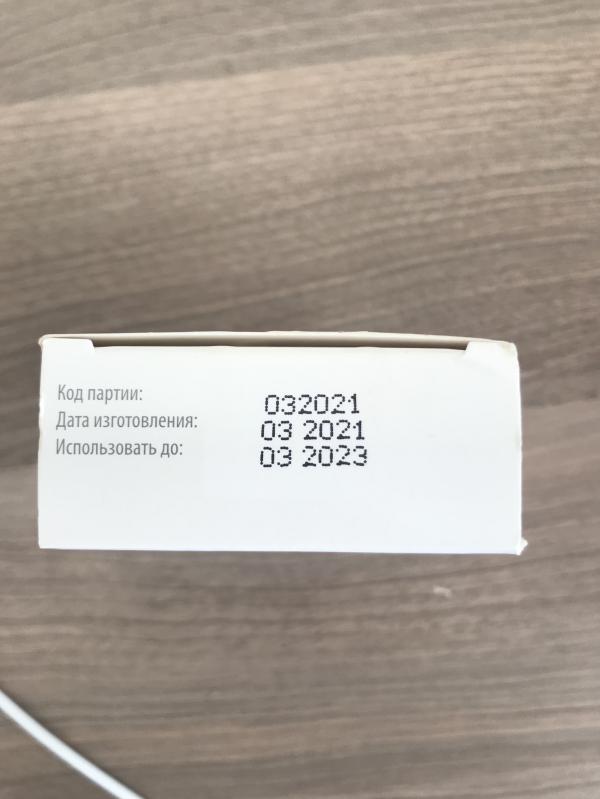 Код партии: 032021
Дата изготовления: 03 2021
Использовать до: 03 2023